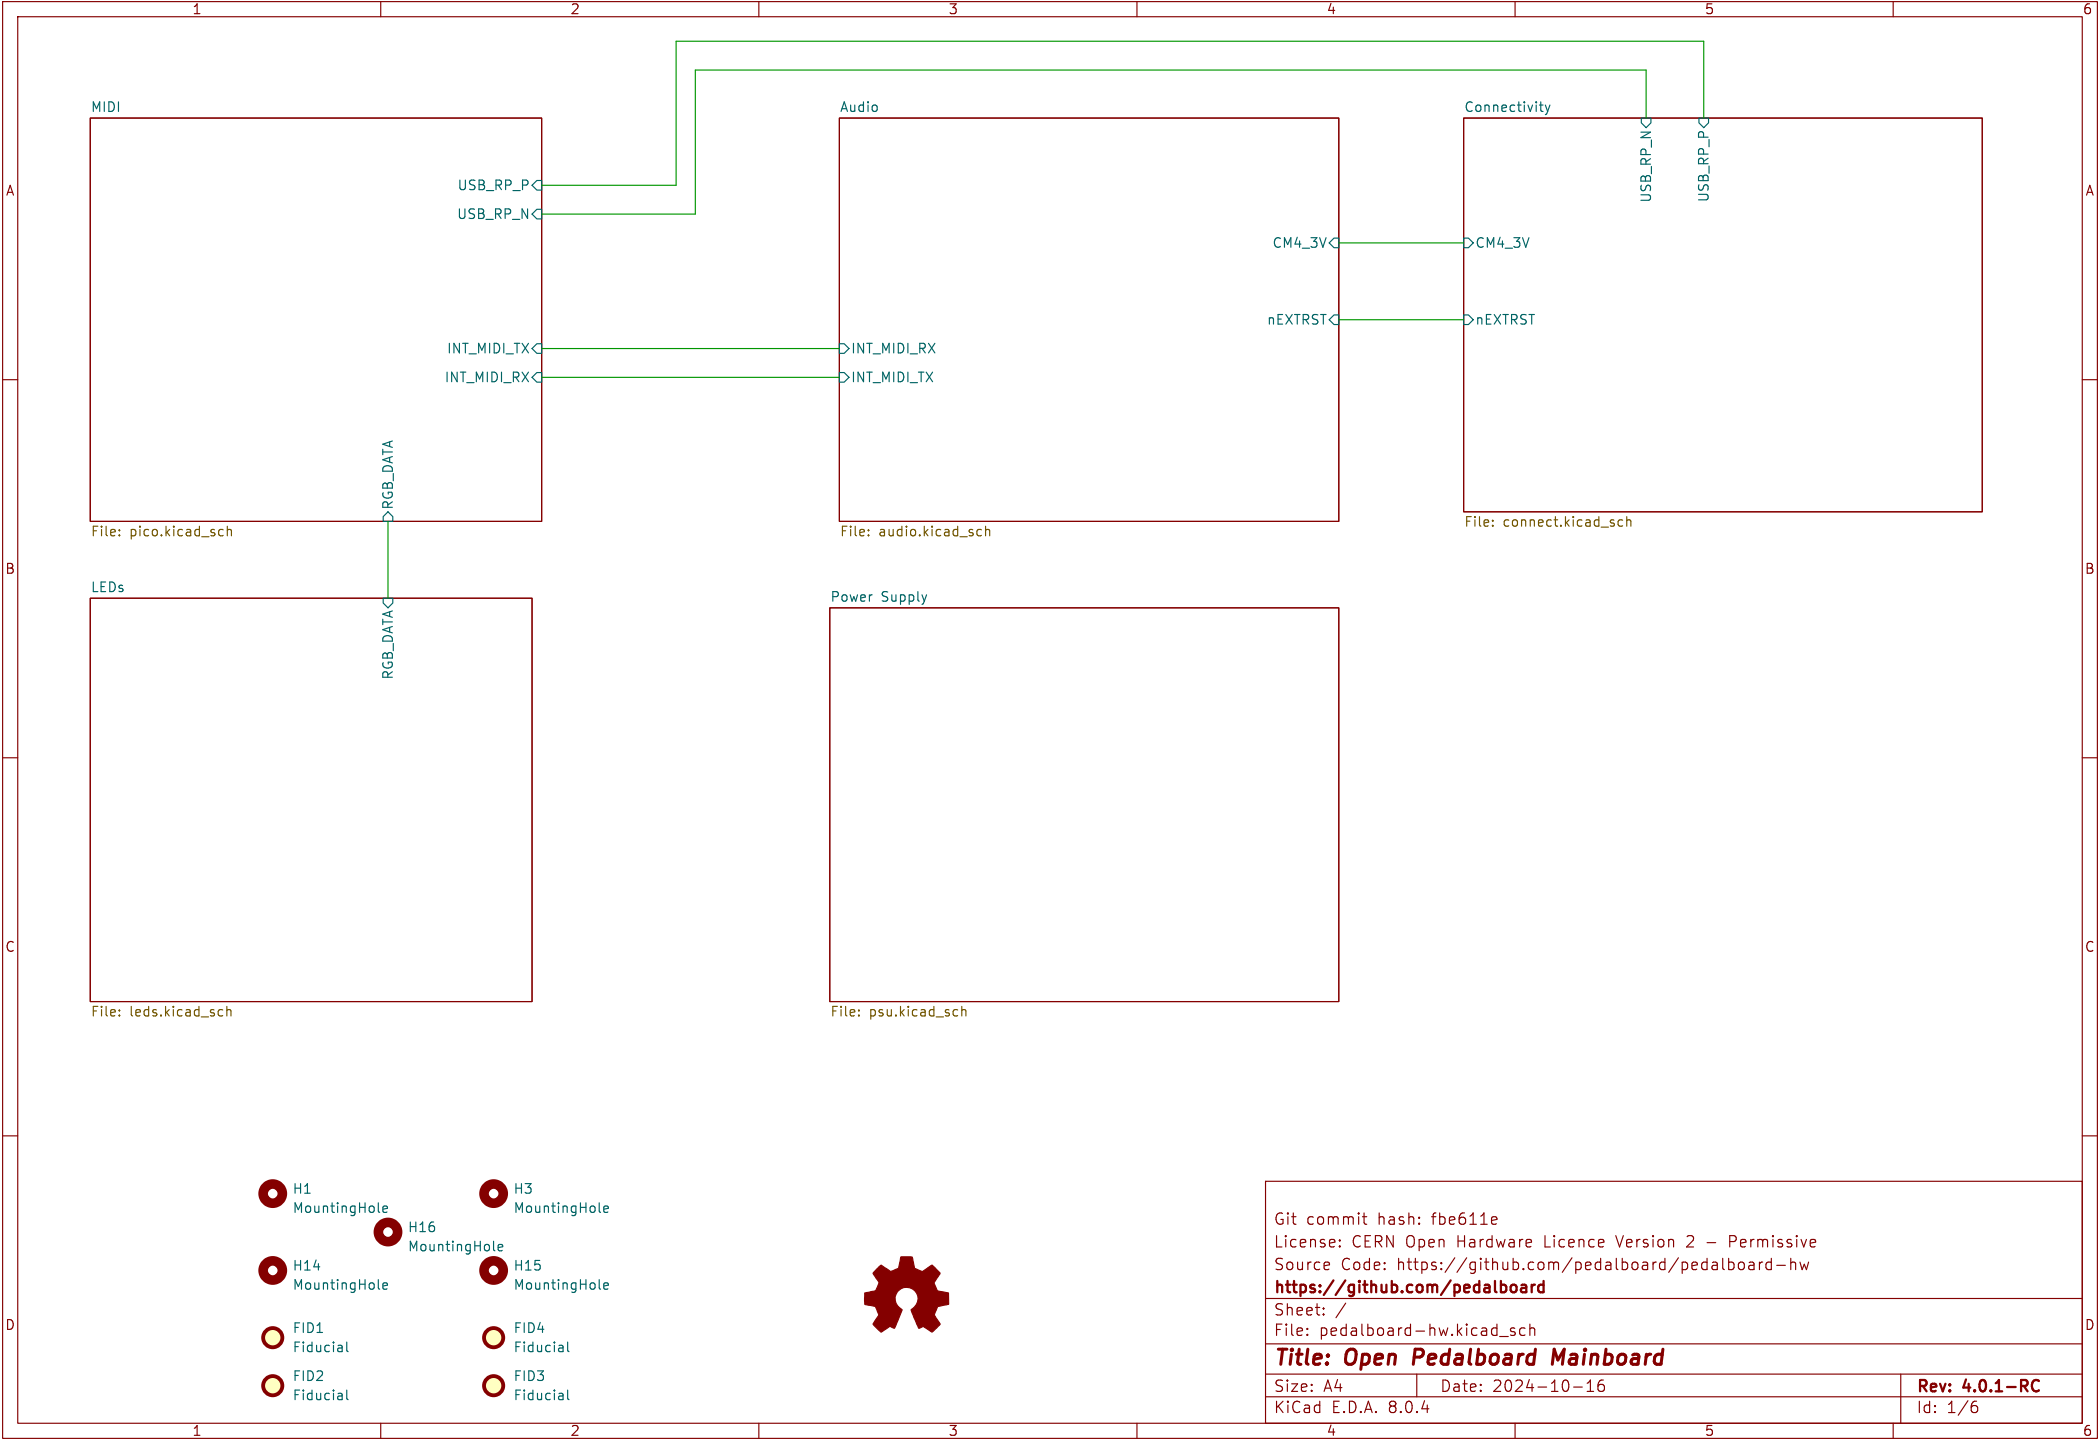 1 2 3 4 5 6
MIDI
Audio
Connectivity
USB_RP_N
USB_RP_P
USB_RP_P
USB_RP_N
A
A
CM4_3V
CM4_3V
nEXTRST
nEXTRST
INT_MIDI_TX
INT_MIDI_RX
INT_MIDI_RX
INT_MIDI_TX
RGB_DATA
File: pico.kicad_sch
File: audio.kicad_sch
File: connect.kicad_sch
B
B
LEDs
Power Supply
RGB_DATA
C
C
File: leds.kicad_sch
File: psu.kicad_sch
H1
MountingHole
H3
MountingHole
H16
MountingHole
H14
MountingHole
H15
MountingHole
FID1
Fiducial
FID4
Fiducial
FID2
Fiducial
FID3
Fiducial
D
D
Git commit hash: fbe611e
License: CERN Open Hardware Licence Version 2 - Permissive
Source Code: https://github.com/pedalboard/pedalboard-hw
https://github.com/pedalboard
Sheet: /
File: pedalboard-hw.kicad_sch
Title: Open Pedalboard Mainboard
Size: A4 Date: 2024-10-16 Rev: 4.0.1-RC
KiCad E.D.A. 8.0.4 Id: 1/6
1 2 3 4 5 6